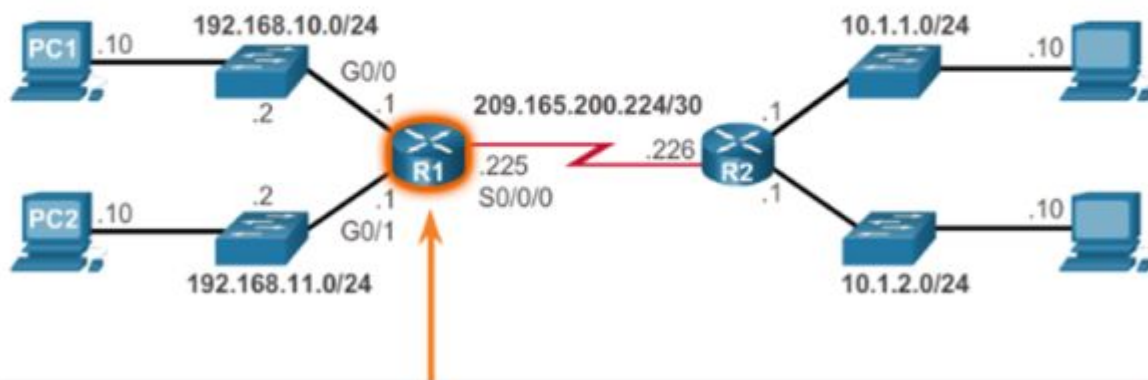 192.168.10.0/24
10.1.1.0/24
PC1
.10
G0/0
.10
.2
.1
209.165.200.224/30
.1
R1
.225
.226
R2
S0/0/0
PC2
.10
.2
.1
G0/1
.1
.10
192.168.11.0/24
10.1.2.0/24